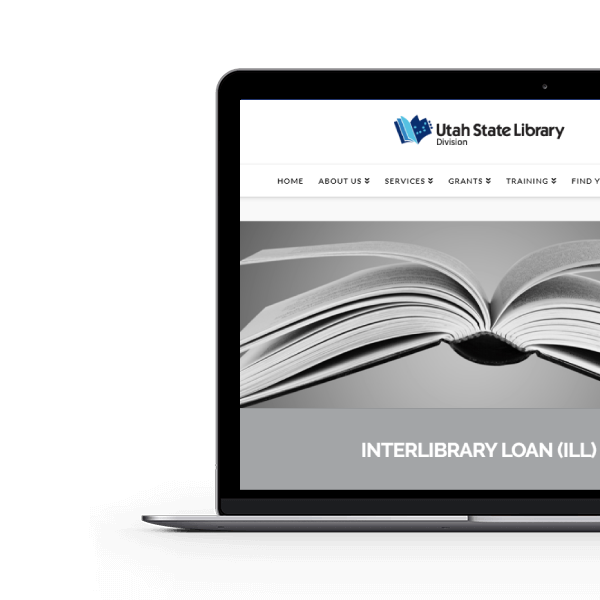 Utah State Library
Division
HOME ABOUT US SERVICES GRANTS TRAINING FIND Y
INTERLIBRARY LOAN (ILL)